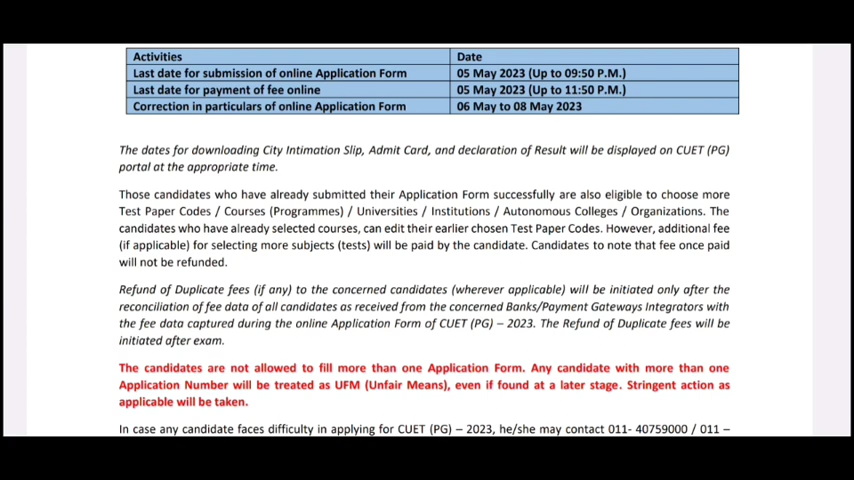 Activities Date
Last date for submission of online Application Form 05 May 2023 (Up to 09:50 P.M.)
Last date for payment of fee online 05 May 2023 (Up to 11:50 P.M.)
Correction in particulars of online Application Form 06 May to 08 May 2023
The dates for downloading City Intimation Slip, Admit Card, and declaration of Result will be displayed on CUET (PG)
portal at the appropriate time.
Those candidates who have already submitted their Application Form successfully are also eligible to choose more
Test Paper Codes / Courses (Programmes) / Universities / Institutions / Autonomous Colleges / Organizations. The
candidates who have already selected courses, can edit their earlier chosen Test Paper Codes. However, additional fee
(if applicable) for selecting more subjects (tests) will be paid by the candidate. Candidates to note that fee once paid
will not be refunded.
Refund of Duplicate fees (if any) to the concerned candidates (wherever applicable) will be initiated only after the
reconciliation of fee data of all candidates as received from the concerned Banks/Payment Gateways Integrators with
the fee data captured during the online Application Form of CUET (PG) – 2023. The Refund of Duplicate fees will be
initiated after exam.
The candidates are not allowed to fill more than one Application Form. Any candidate with more than one
Application Number will be treated as UFM (Unfair Means), even if found at a later stage. Stringent action as
applicable will be taken.
In case any candidate faces difficulty in applying for CUET (PG) – 2023, he/she may contact 011- 40759000 / 011 –